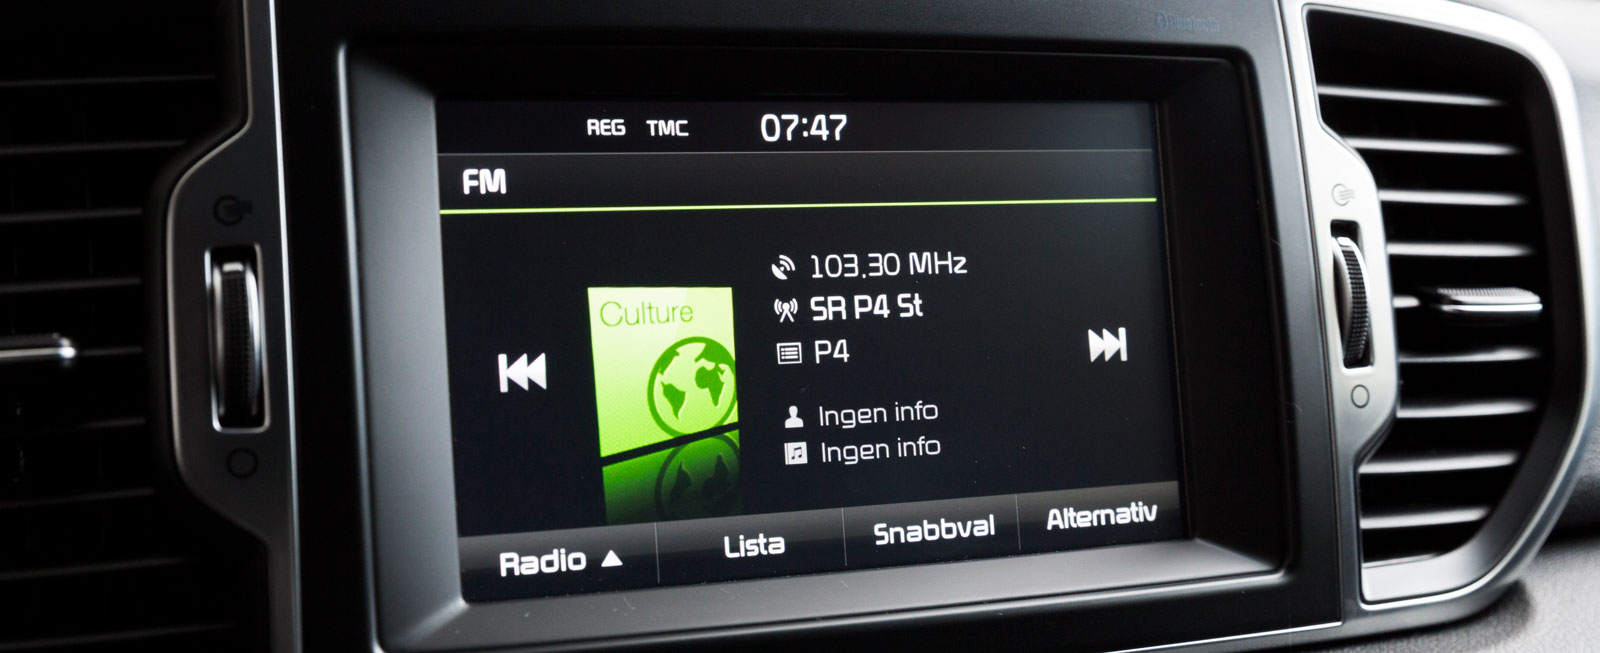 Bluetooth
REG TMC 07:47
FM
Culture
103.30 MHz
SR P4 St
P4
Ingen info
Ingen info
Radio ▲ Lista Snabbval Alternativ